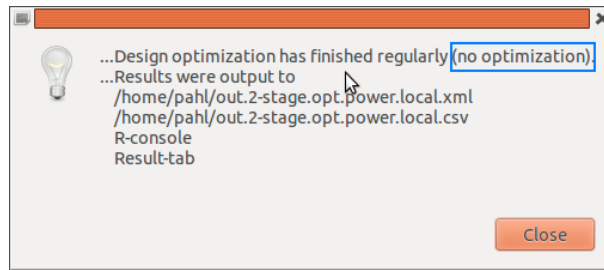 ...Design optimization has finished regularly (no optimization).
...Results were output to
/home/pahl/out.2-stage.opt.power.local.xml
/home/pahl/out.2-stage.opt.power.local.csv
R-console
Result-tab
Close